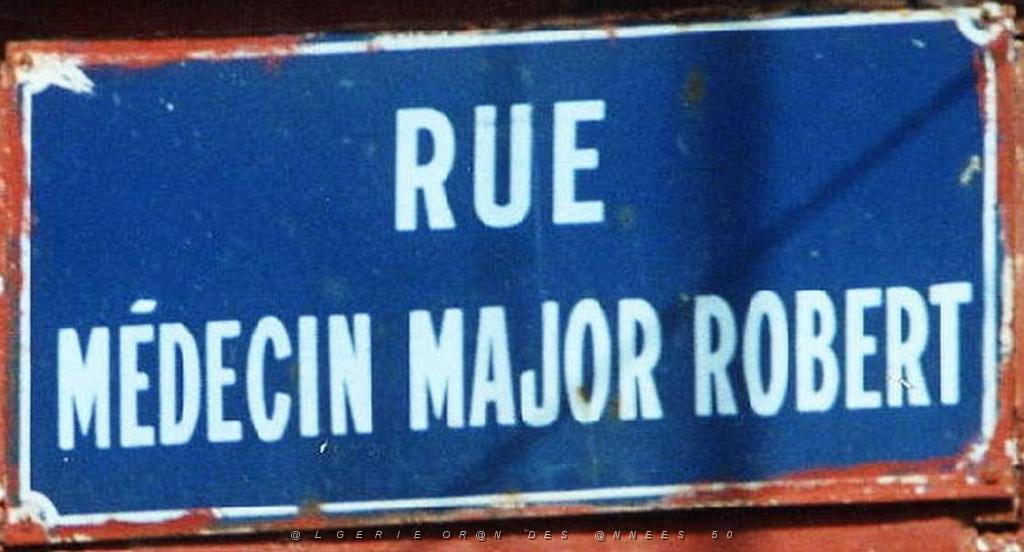 RUE
MÉDECIN MAJOR ROBERT
@LGERIE OR@N DES @NNEES 50